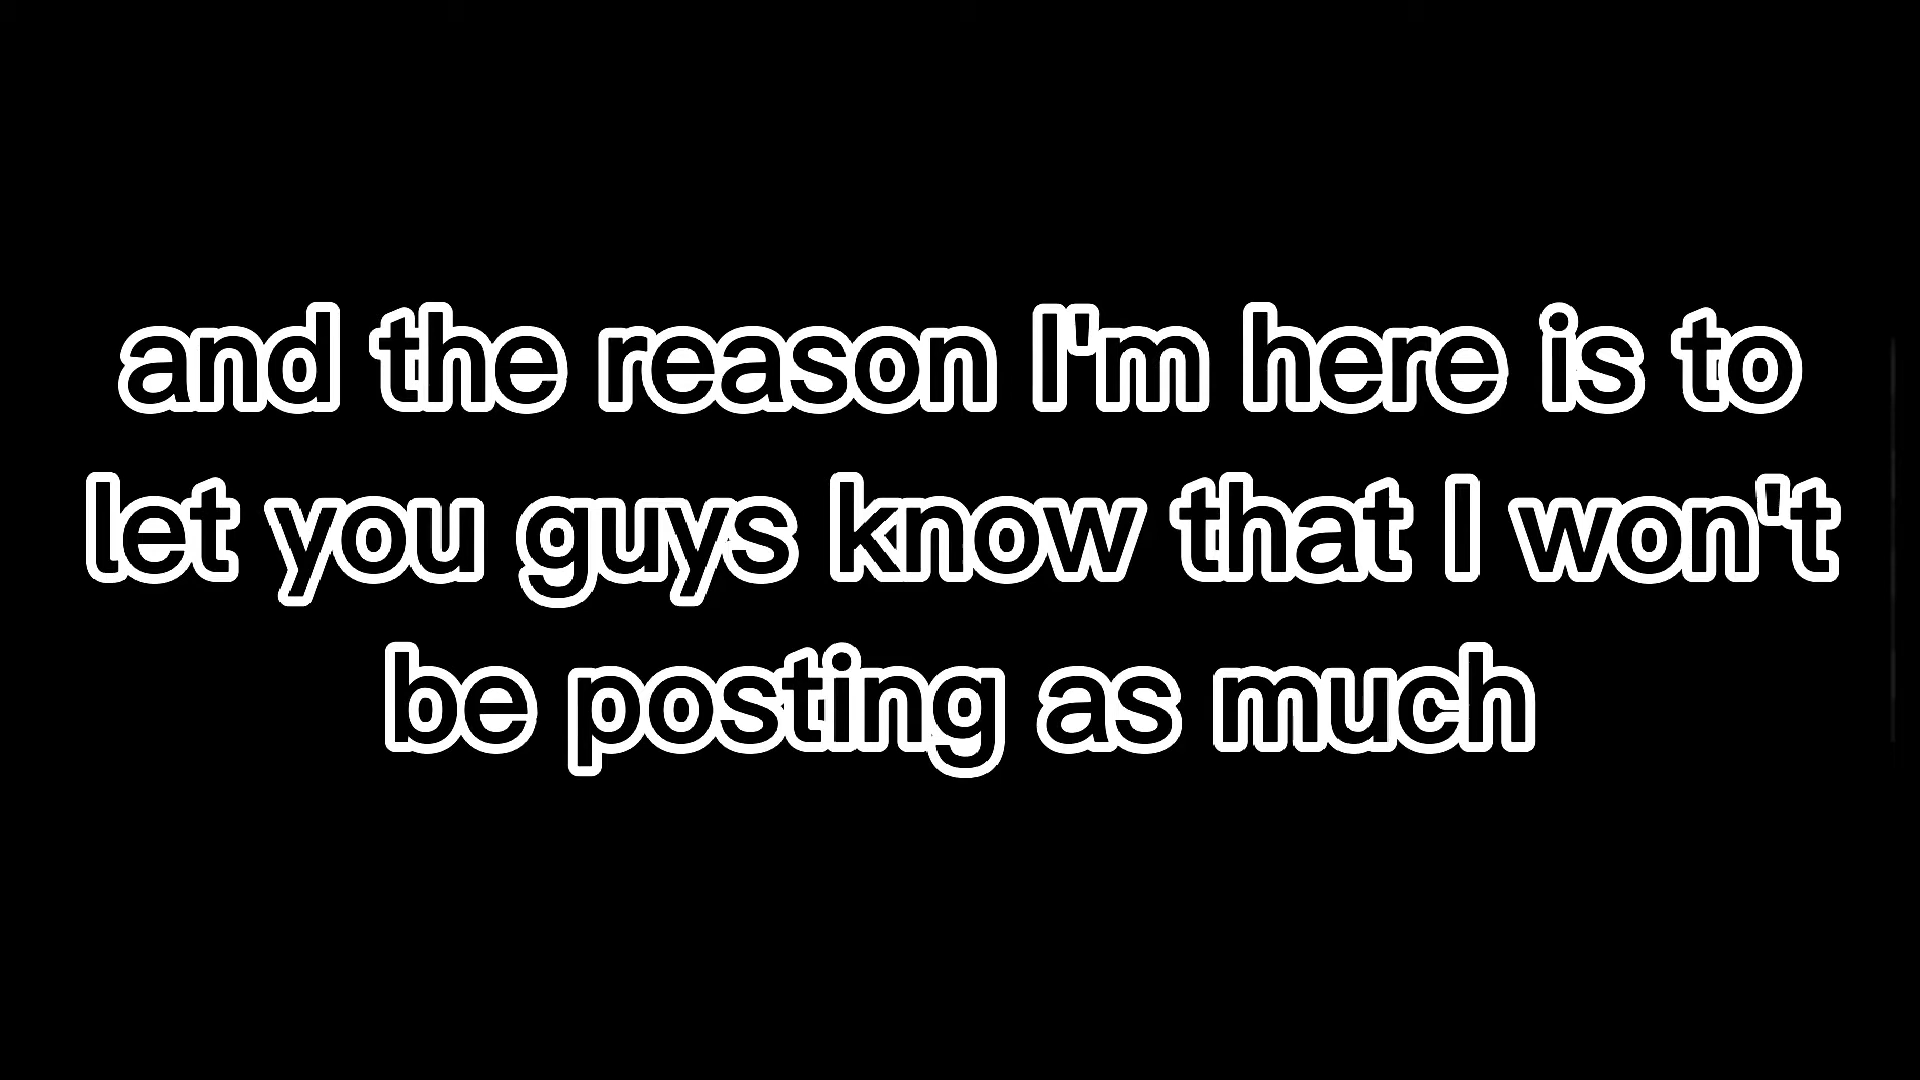 and the reason I'm here is to
let you guys know that I won't
be posting as much